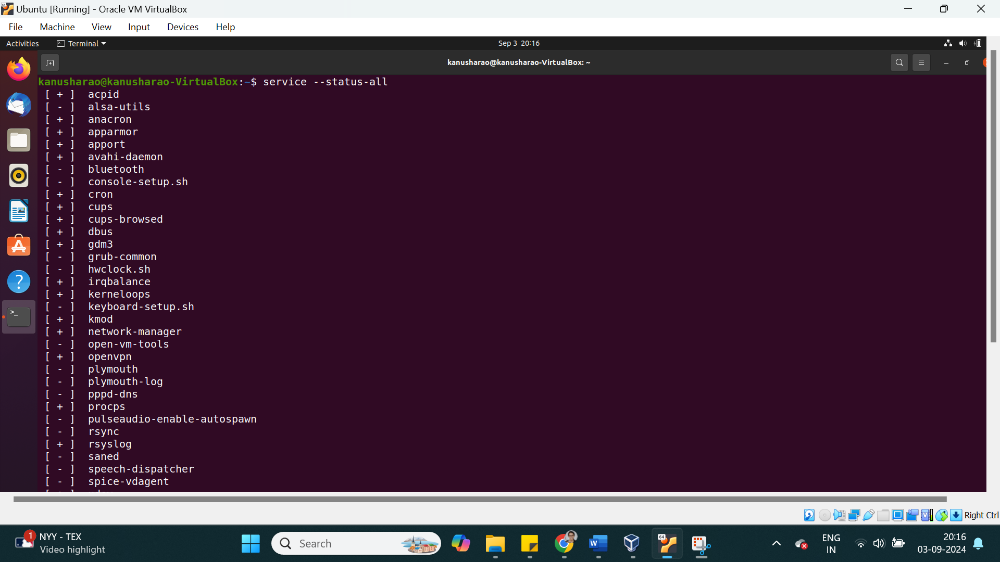 Ubuntu [Running] - Oracle VM VirtualBox
File Machine View Input Devices Help
Activities Terminal Sep 3 20:16
kanusharao@kanusharao-VirtualBox: ~
kanusharao@kanusharao-VirtualBox:~$ service --status-all
[ + ] acpid
[ - ] alsa-utils
[ + ] anacron
[ + ] apparmor
[ + ] apport
[ + ] avahi-daemon
[ - ] bluetooth
[ - ] console-setup.sh
[ + ] cron
[ + ] cups
[ + ] cups-browsed
[ + ] dbus
[ + ] gdm3
[ - ] grub-common
[ - ] hwclock.sh
[ + ] irqbalance
[ + ] kerneloops
[ - ] keyboard-setup.sh
[ + ] kmod
[ + ] network-manager
[ - ] open-vm-tools
[ + ] openvpn
[ - ] plymouth
[ - ] plymouth-log
[ - ] pppd-dns
[ + ] procps
[ - ] pulseaudio-enable-autospawn
[ - ] rsync
[ + ] rsyslog
[ - ] saned
[ - ] speech-dispatcher
[ - ] spice-vdagent
Right Ctrl
1 NYY - TEX
Video highlight
Search
ENG
IN
20:16
03-09-2024